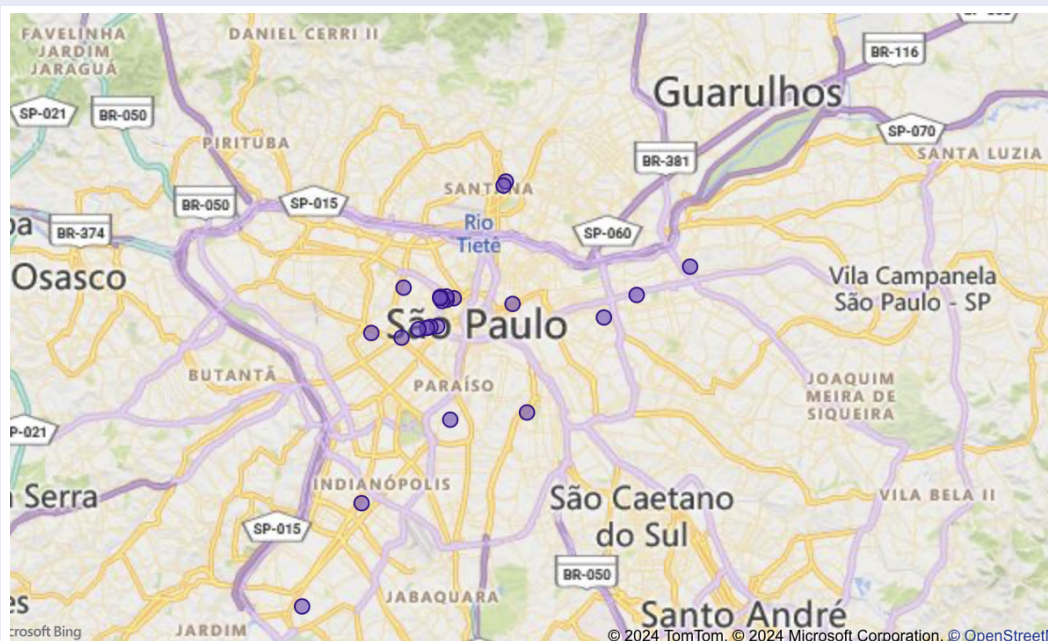 FAVELINHA
JARDIM
JARAGUÁ
DANIEL CERRI II
BR-116
Guarulhos
SP-021
BR-050
SP-070
PIRITUBA
BR-381
SANTA LUZIA
SANTANA
BR-050
SP-015
BR-374
Rio
Tietê
SP-060
Osasco
Vila Campanela
São Paulo - SP
São Paulo
BUTANTÃ
PARAÍSO
JOAQUIM
MEIRA DE
SIQUEIRA
P-021
Serra
INDIANÓPOLIS
São Caetano
do Sul
VILA BELA II
SP-015
BR-050
JABAQUARA
Santo André
crosoft Bing
JARDIM
© 2024 TomTom, © 2024 Microsoft Corporation, © OpenStreet